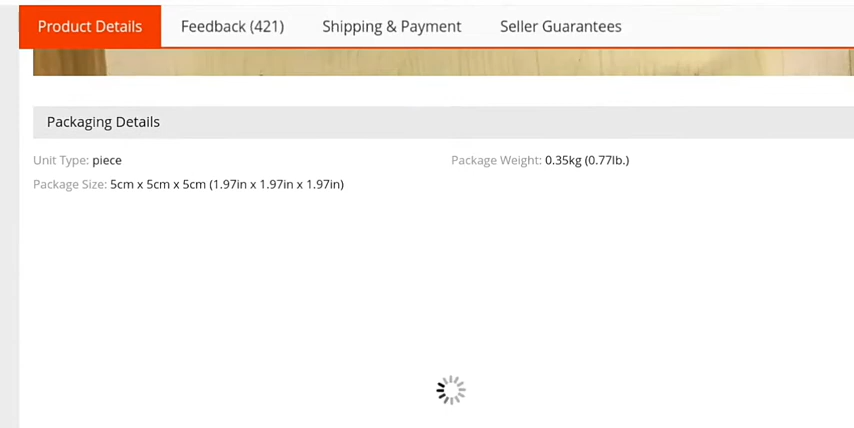 Product Details Feedback (421) Shipping & Payment Seller Guarantees
Packaging Details
Unit Type: piece Package Weight: 0.35kg (0.77lb.)
Package Size: 5cm x 5cm x 5cm (1.97in x 1.97in x 1.97in)